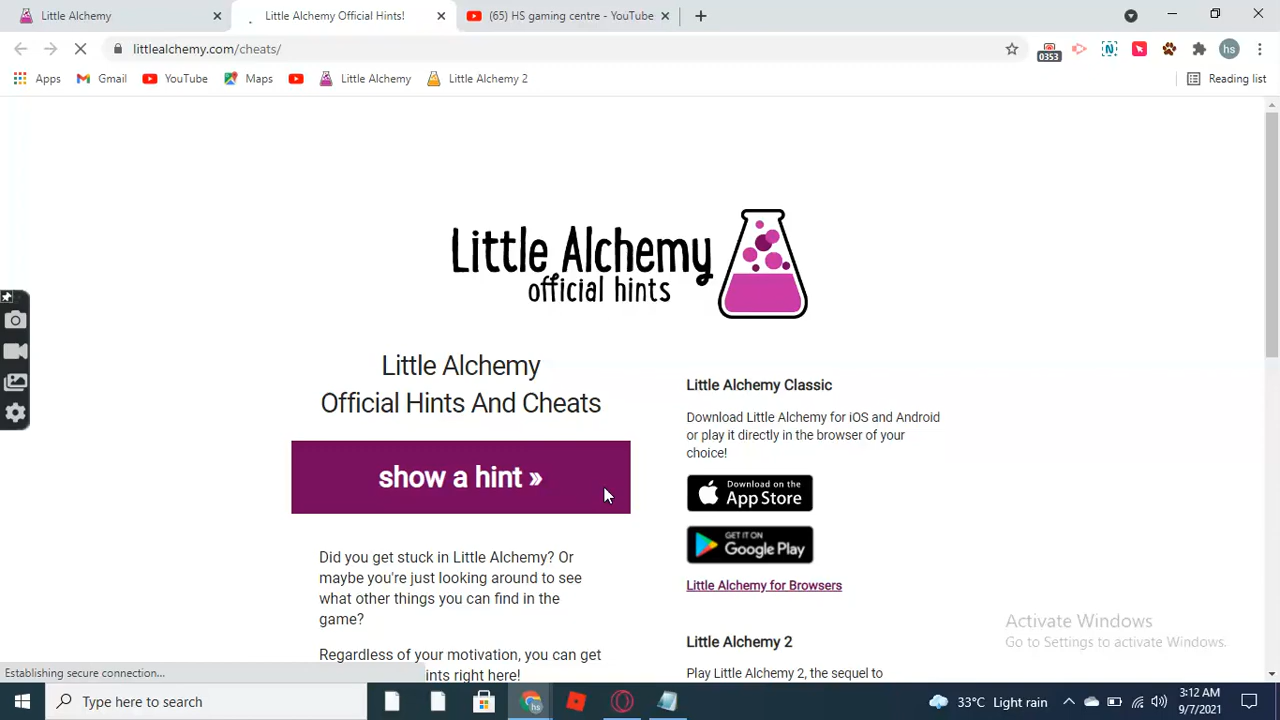 Little Alchemy
Little Alchemy Official Hints!
(65) HS gaming centre - YouTube
littlealchemy.com/cheats/
0353
hs
Apps
Gmail
YouTube
Maps
Little Alchemy
Little Alchemy 2
Reading list
Little Alchemy
official hints
Little Alchemy
Official Hints And Cheats
show a hint »
Did you get stuck in Little Alchemy? Or
maybe you're just looking around to see
what other things you can find in the
game?
Regardless of your motivation, you can get
ints right here!
Little Alchemy Classic
Download Little Alchemy for iOS and Android
or play it directly in the browser of your
choice!
Download on the
App Store
GET IT ON
Google Play
Little Alchemy for Browsers
Little Alchemy 2
Play Little Alchemy 2, the sequel to
Activate Windows
Go to Settings to activate Windows.
Establishing secure connection...
Type here to search
hs
33°C Light rain
3:12 AM
9/7/2021